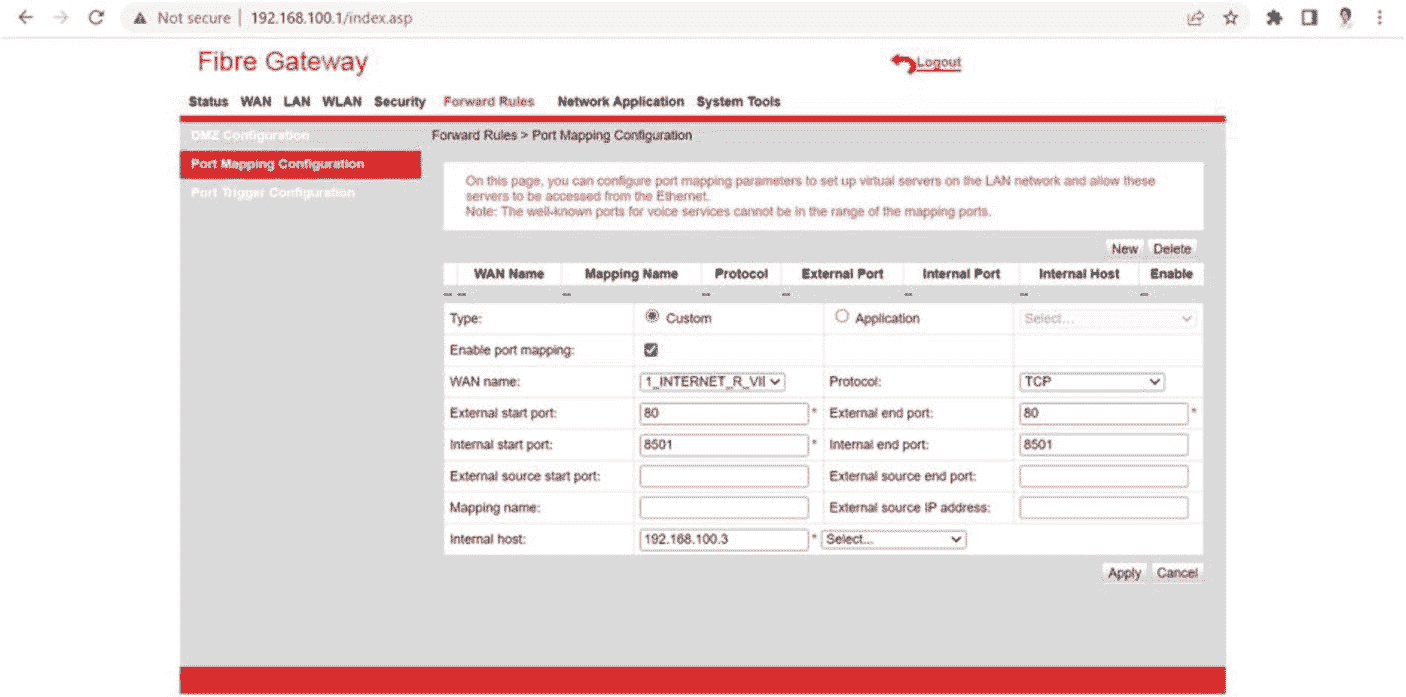 Not secure | 192.168.100.1/index.asp
Fibre Gateway
Logout
Status WAN LAN WLAN Security Forward Rules Network Application System Tools
DMZ Configuration
Forward Rules > Port Mapping Configuration
Port Mapping Configuration
Port Trigger Configuration
On this page, you can configure port mapping parameters to set up virtual servers on the LAN network and allow these
servers to be accessed from the Ethernet.
Note: The well-known ports for voice services cannot be in the range of the mapping ports.
New Delete
WAN Name Mapping Name Protocol External Port Internal Port Internal Host Enable
-- -- -- -- -- -- -- --
Type: Custom Application Select...
Enable port mapping:
WAN name: 1_INTERNET_R_VII Protocol: TCP
External start port: 80 * External end port: 80 *
Internal start port: 8501 * Internal end port: 8501
External source start port: External source end port:
Mapping name: External source IP address:
Internal host: 192.168.100.3 * Select...
Apply Cancel